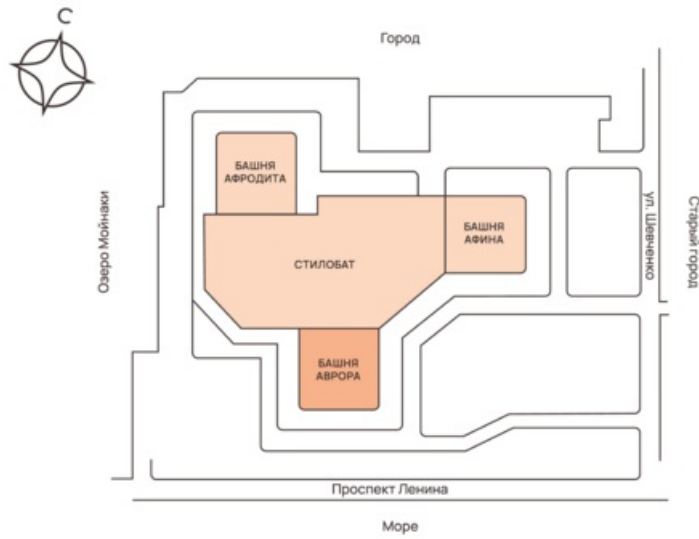 С
Город
БАШНЯ
АФРОДИТА
Озеро Мойнаки
СТИЛОБАТ
БАШНЯ
АФИНА
ул. Шевченко
Старый город
БАШНЯ
АВРОРА
Проспект Ленина
Море